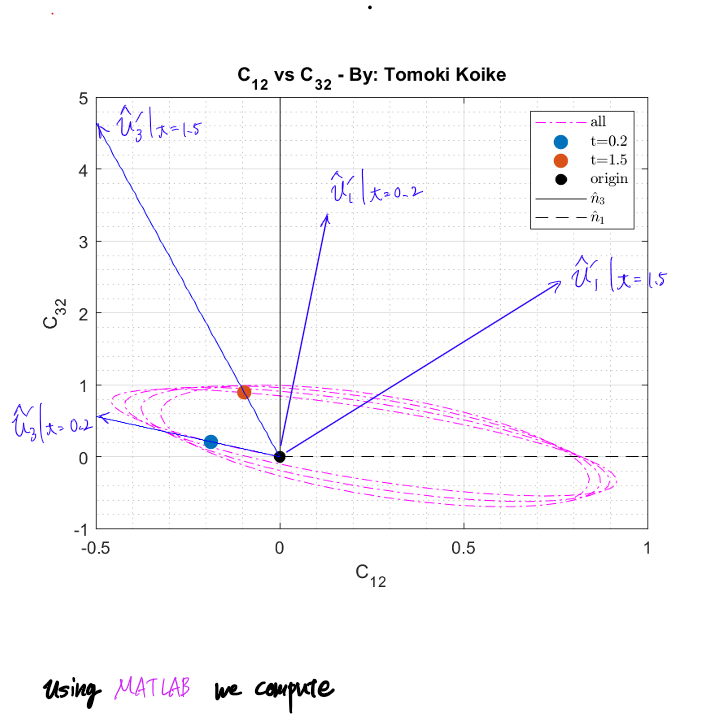 C12 vs C32 - By: Tomoki Koike
5
4
3
2
1
0
-1
C32
-0.5
0
0.5
1
C12
all
t=0.2
t=1.5
origin
n̂3
n̂1
û3'|t=1.5
û1'|t=0.2
û1'|t=1.5
û3'|t=0.2
Using MATLAB we compute